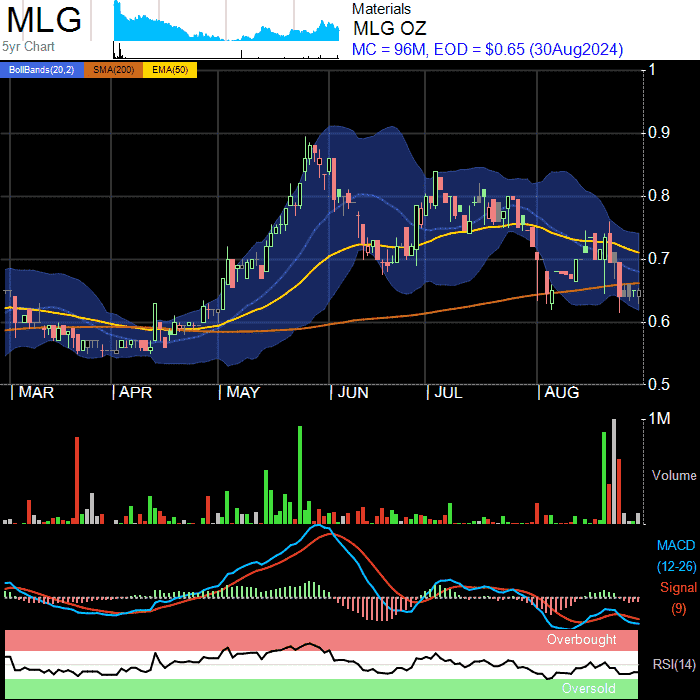 MLG
5yr Chart
Materials
MLG OZ
MC = 96M, EOD = $0.65 (30Aug2024)
BollBands(20,2) SMA(200) EMA(50)
1
0.9
0.8
0.7
0.6
0.5
MAR APR MAY JUN JUL AUG
1M
Volume
MACD
(12-26)
Signal
(9)
Overbought
RSI(14)
Oversold